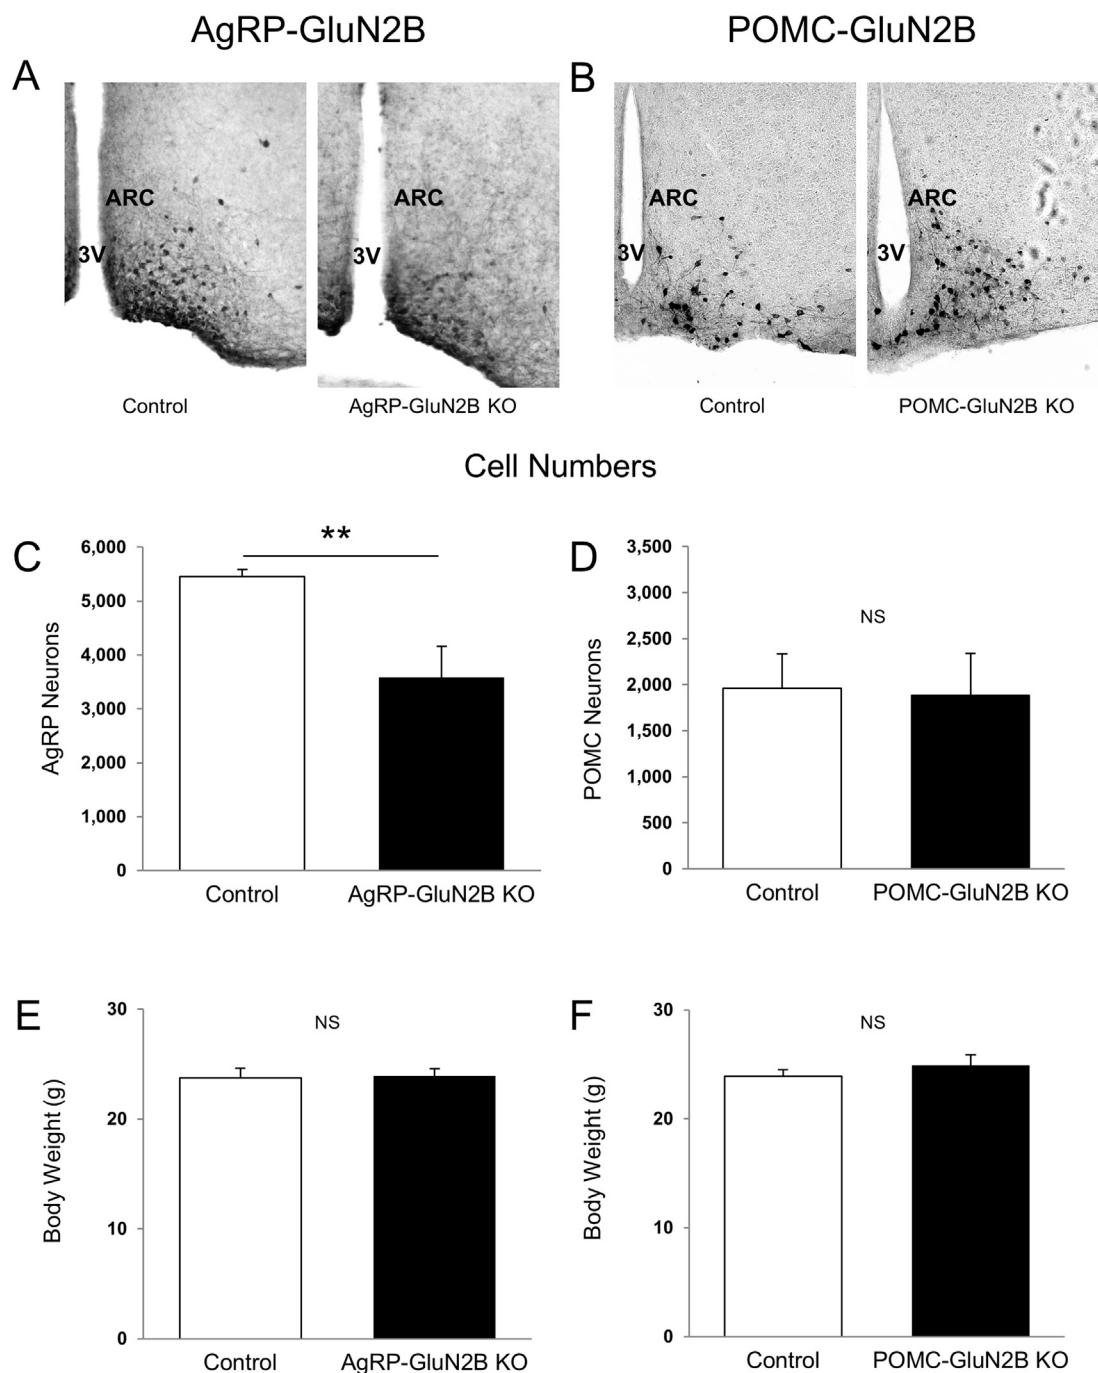 AgRP-GluN2B
POMC-GluN2B
A
ARC
3V
ARC
3V
Control
AgRP-GluN2B KO
B
ARC
3V
ARC
3V
Control
POMC-GluN2B KO
Cell Numbers
C
**
AgRP Neurons
6,000
5,000
4,000
3,000
2,000
1,000
0
Control
AgRP-GluN2B KO
D
NS
POMC Neurons
3,500
3,000
2,500
2,000
1,500
1,000
500
0
Control
POMC-GluN2B KO
E
NS
Body Weight (g)
30
20
10
0
Control
AgRP-GluN2B KO
F
NS
Body Weight (g)
30
20
10
0
Control
POMC-GluN2B KO